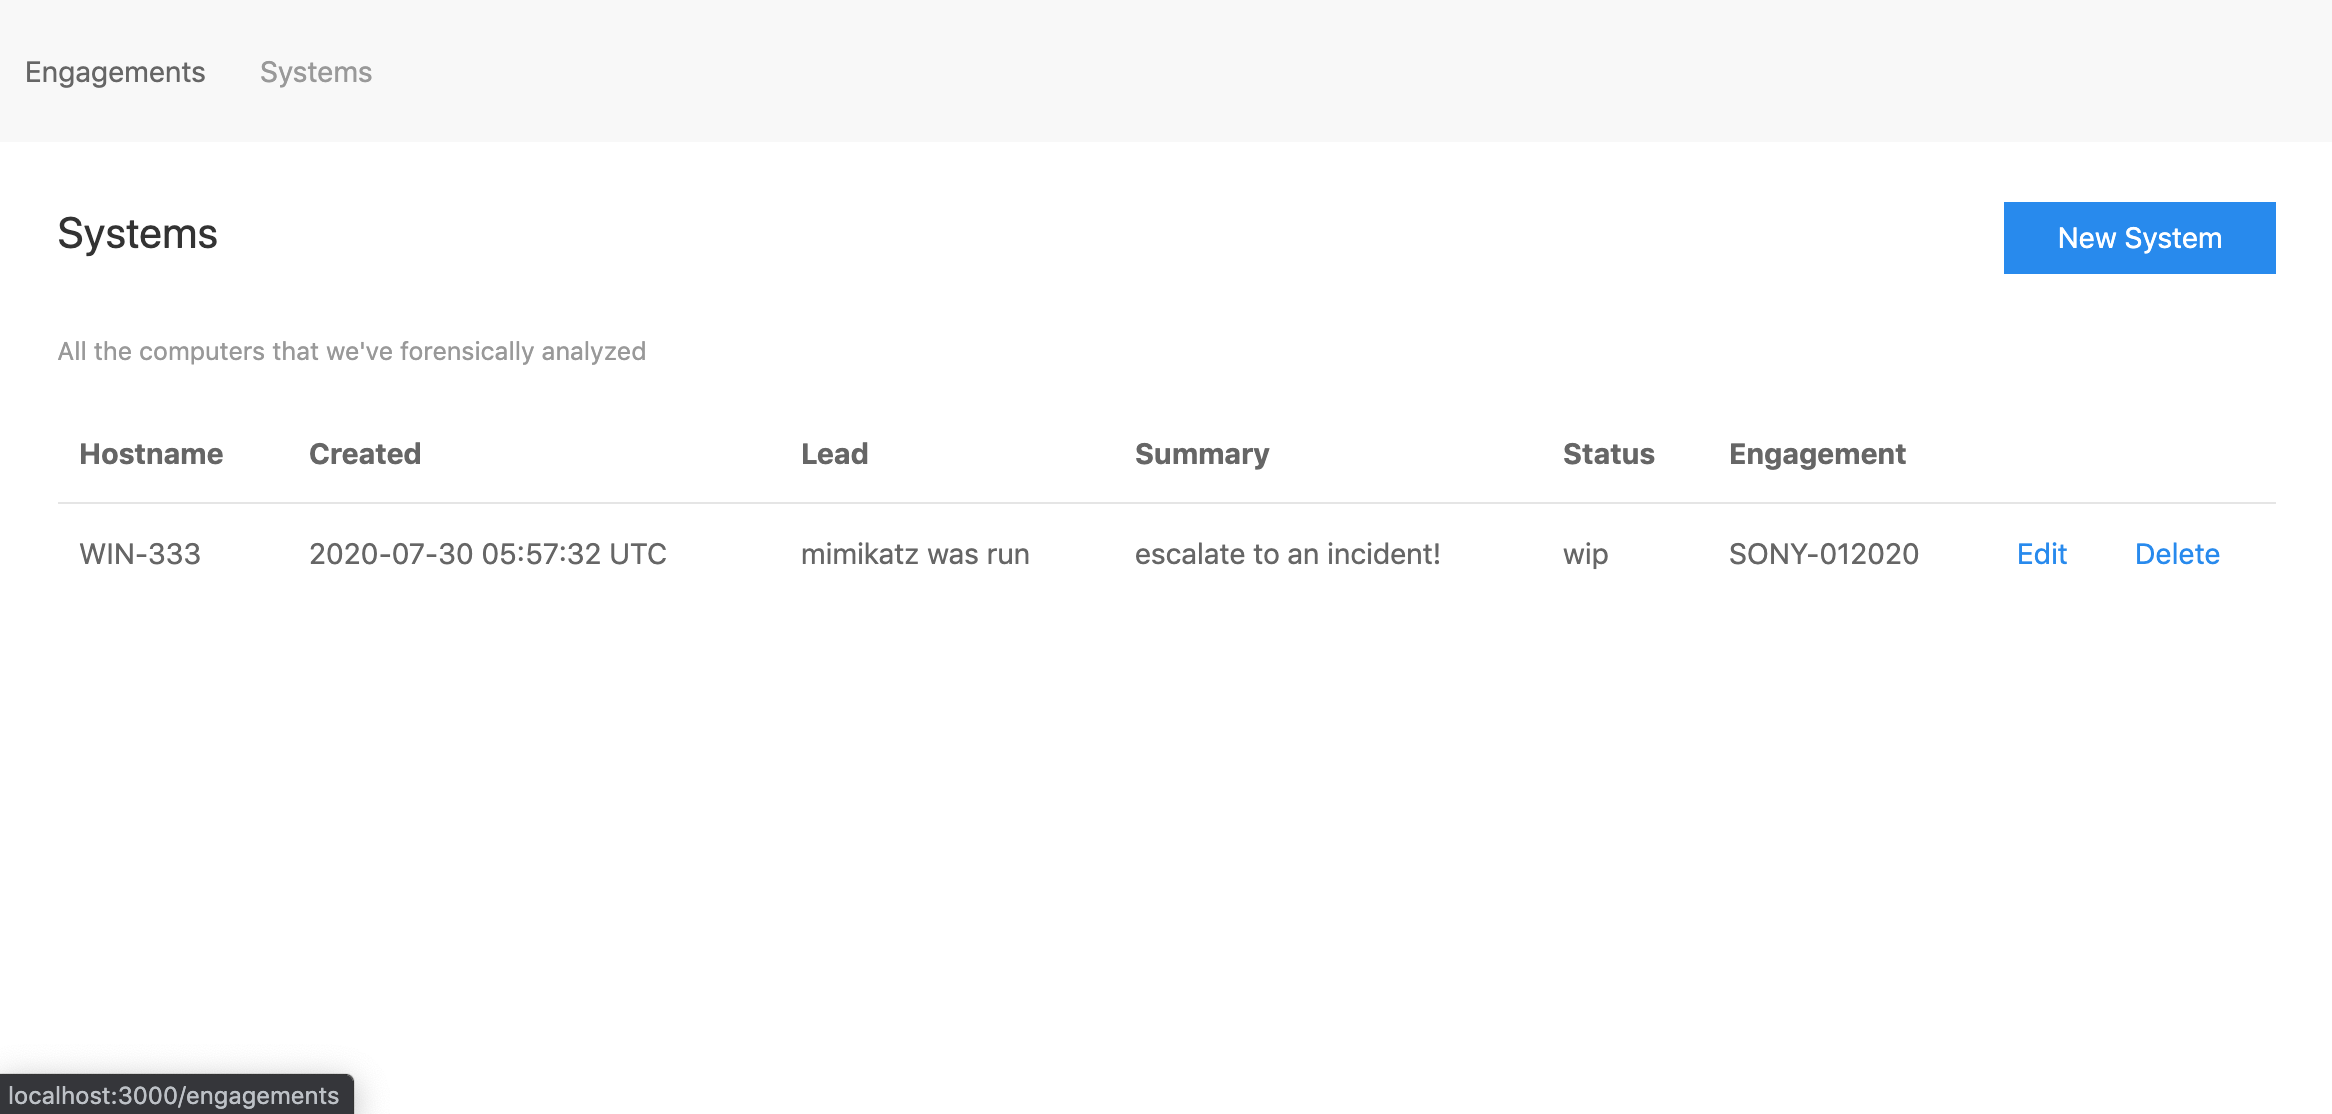 Engagements Systems
Systems
New System
All the computers that we've forensically analyzed
Hostname Created Lead Summary Status Engagement
WIN-333 2020-07-30 05:57:32 UTC mimikatz was run escalate to an incident! wip SONY-012020 Edit Delete
localhost:3000/engagements